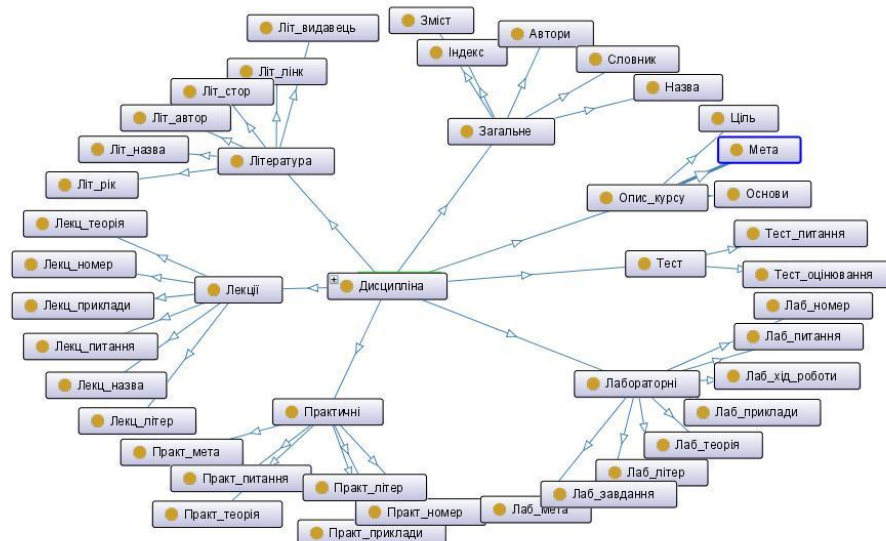 Зміст
Літ_видавець
Автори
Індекс
Словник
Літ_лінк
Назва
Літ_стор
Літ_автор
Ціль
Загальне
Мета
Літ_назва
Література
Літ_рік
Опис_курсу
Основи
Лекц_теорія
Тест_питання
Лекц_номер
Тест
Тест_оцінювання
Лекції
Дисципліна
Лекц_приклади
Лаб_номер
Лаб_питання
Лекц_питання
Лаб_хід_роботи
Лекц_назва
Лабораторні
Практичні
Лаб_приклади
Лекц_літер
Лаб_теорія
Практ_мета
Лаб_літер
Практ_питання
Практ_літер
Лаб_завдання
Лаб_мета
Практ_теорія
Практ_номер
Практ_приклади